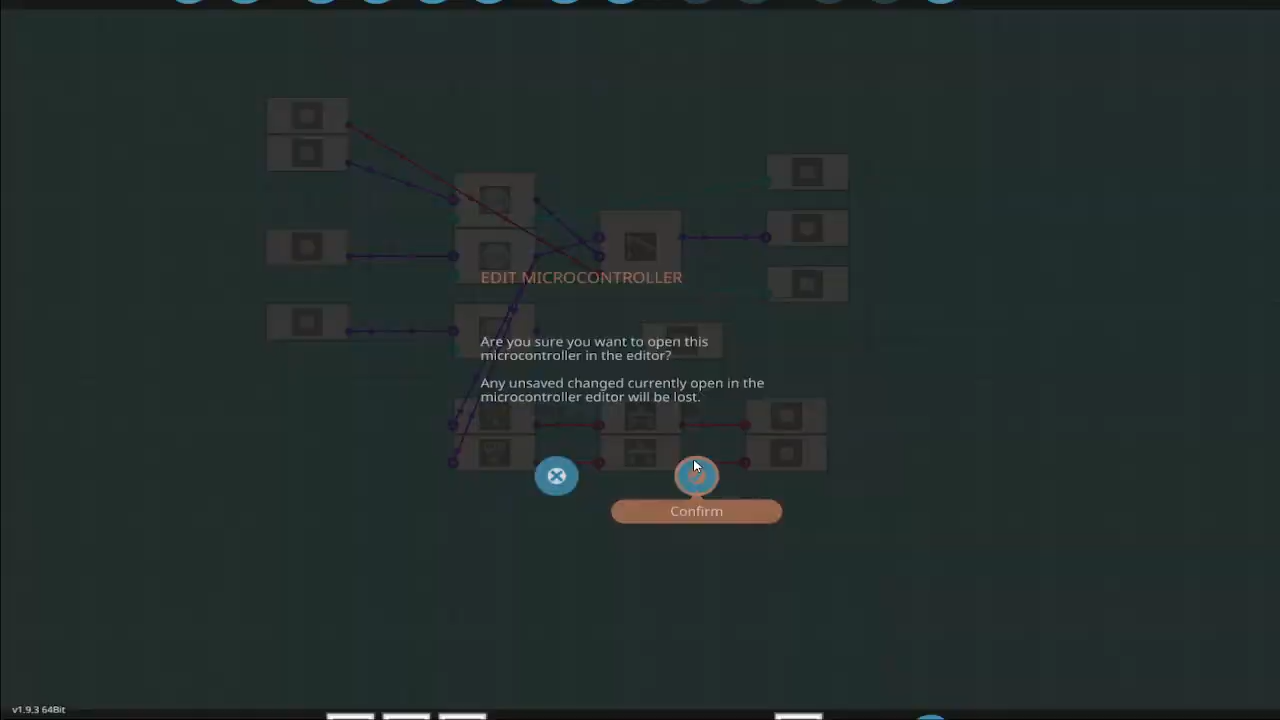 EDIT MICROCONTROLLER
Are you sure you want to open this
microcontroller in the editor?
Any unsaved changed currently open in the
microcontroller editor will be lost.
Confirm
v1.9.3 64Bit